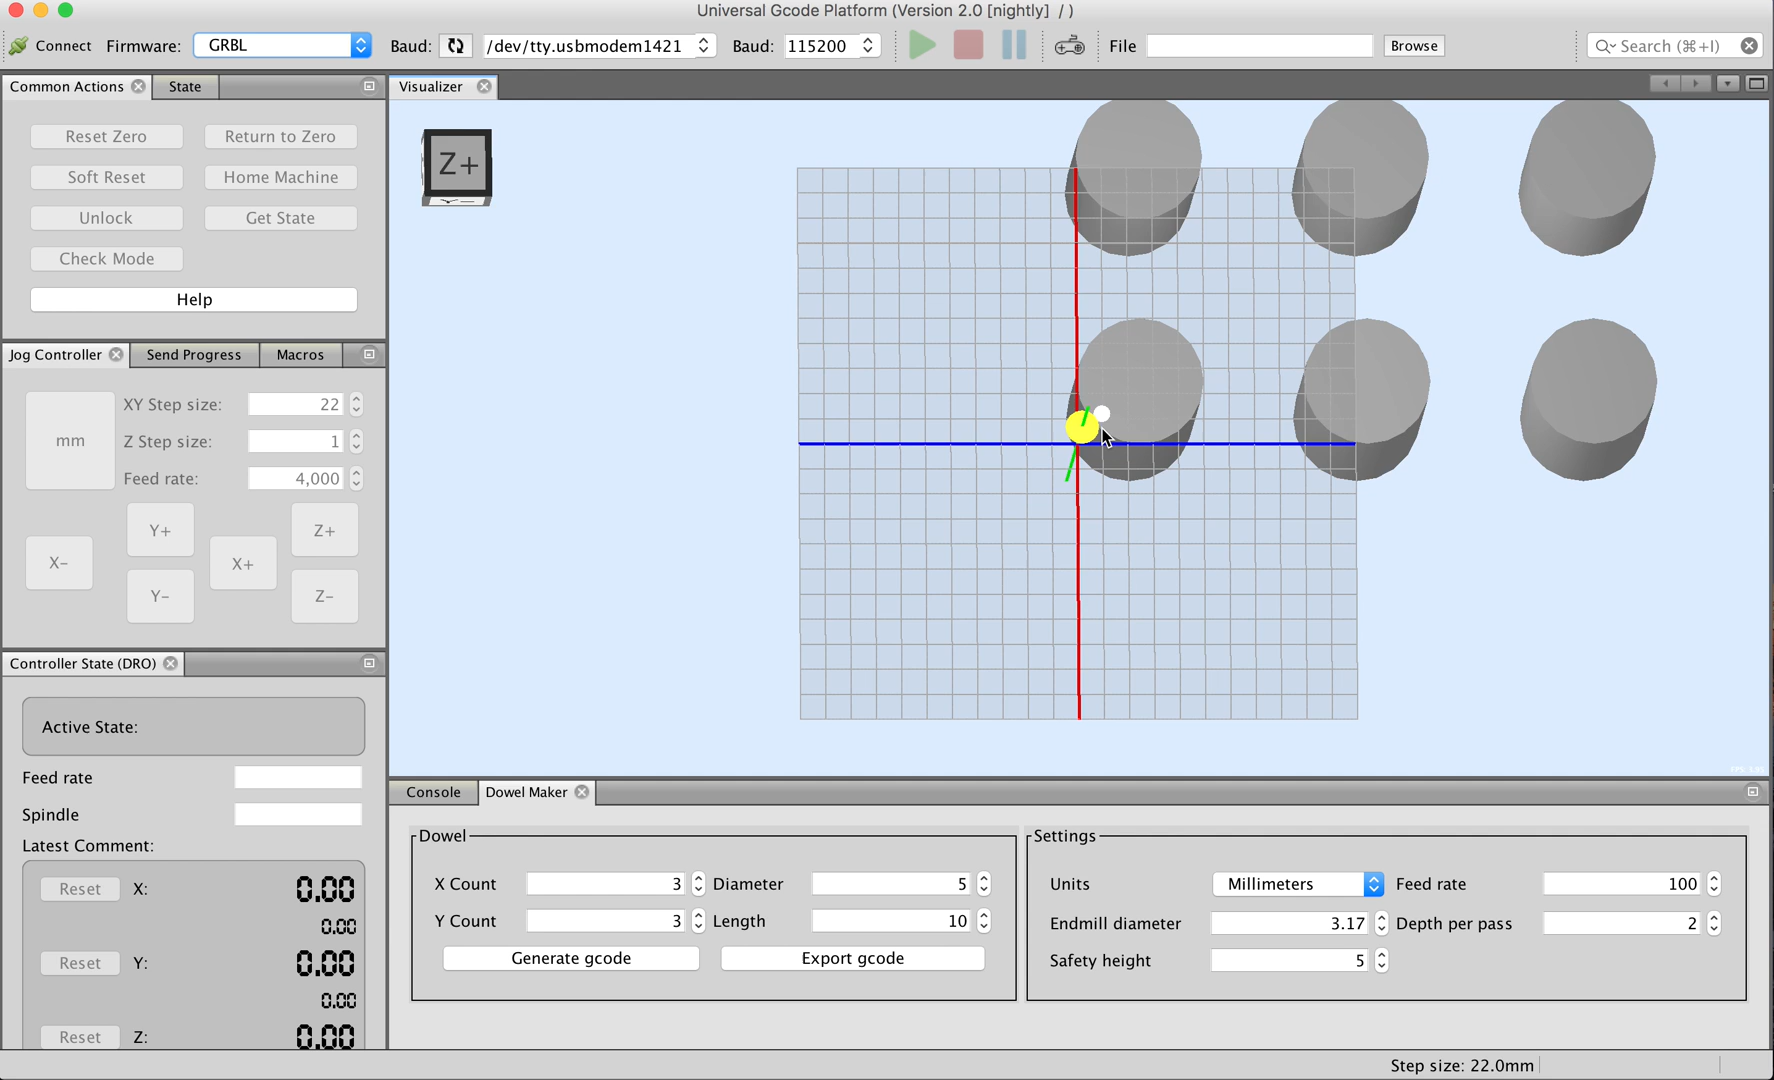 Universal Gcode Platform (Version 2.0 [nightly]  / )
Connect Firmware: GRBL Baud: /dev/tty.usbmodem1421 Baud: 115200 File Browse Search (⌘+I)
Common Actions State
Visualizer
Z+
Y−
Reset Zero Return to Zero
Soft Reset Home Machine
Unlock Get State
Check Mode
Help
Jog Controller Send Progress Macros
mm
XY Step size: 22
Z Step size: 1
Feed rate: 4,000
Y+ Z+
X- X+
Y- Z-
Controller State (DRO)
Active State:
Feed rate
Spindle
Latest Comment:
Reset X: 0.00
0.00
Reset Y: 0.00
0.00
Reset Z: 0.00
Console Dowel Maker
Dowel
X Count 3 Diameter 5
Y Count 3 Length 10
Generate gcode Export gcode
Settings
Units Millimeters Feed rate 100
Endmill diameter 3.17 Depth per pass 2
Safety height 5
Step size: 22.0mm